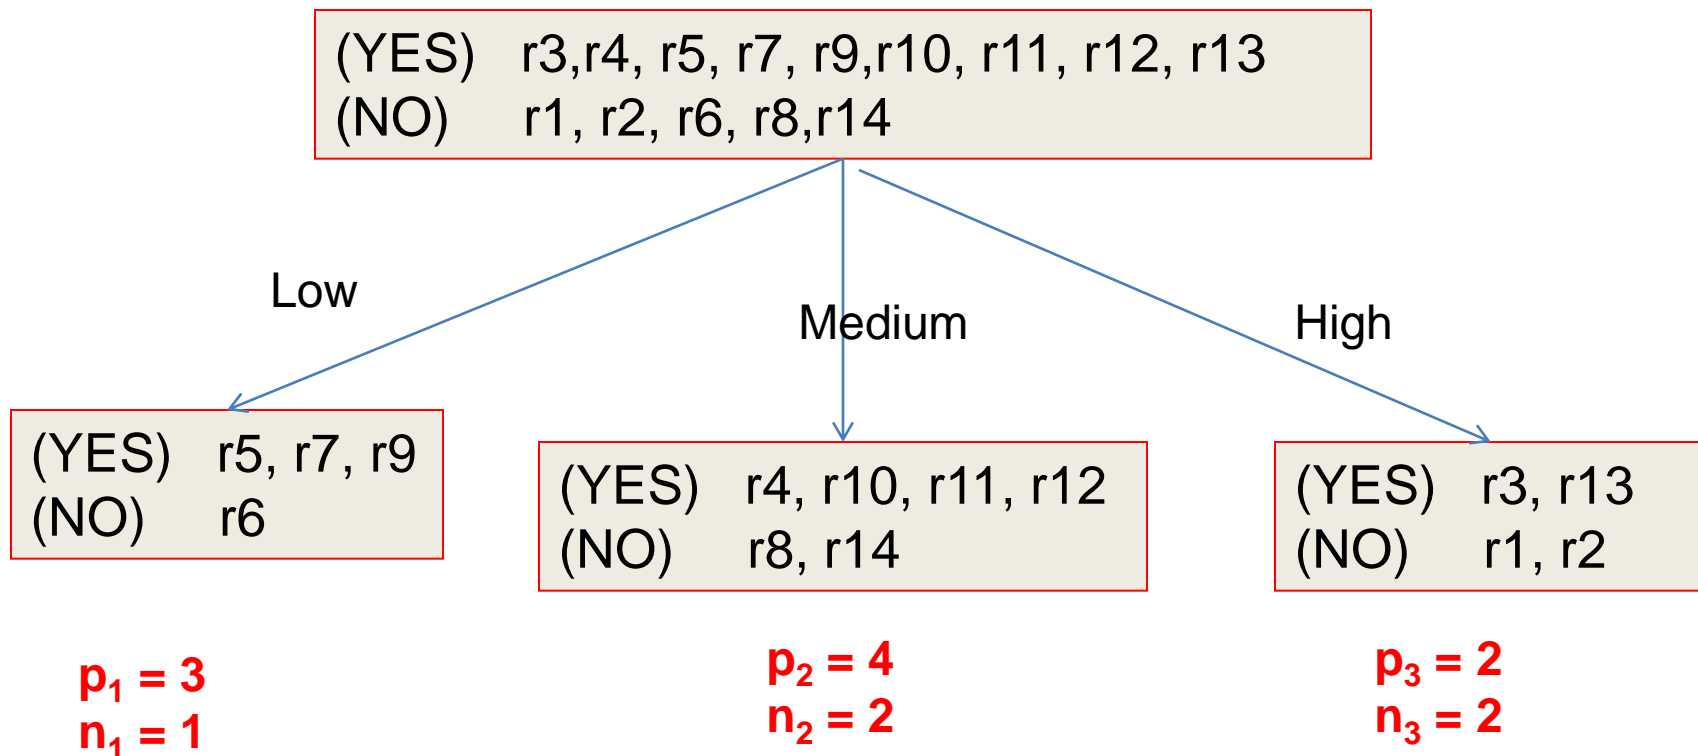 (YES) r3,r4, r5, r7, r9,r10, r11, r12, r13
(NO) r1, r2, r6, r8,r14
Low
Medium
High
(YES) r5, r7, r9
(NO) r6
(YES) r4, r10, r11, r12
(NO) r8, r14
(YES) r3, r13
(NO) r1, r2
p₁ = 3
n₁ = 1
p₂ = 4
n₂ = 2
p₃ = 2
n₃ = 2